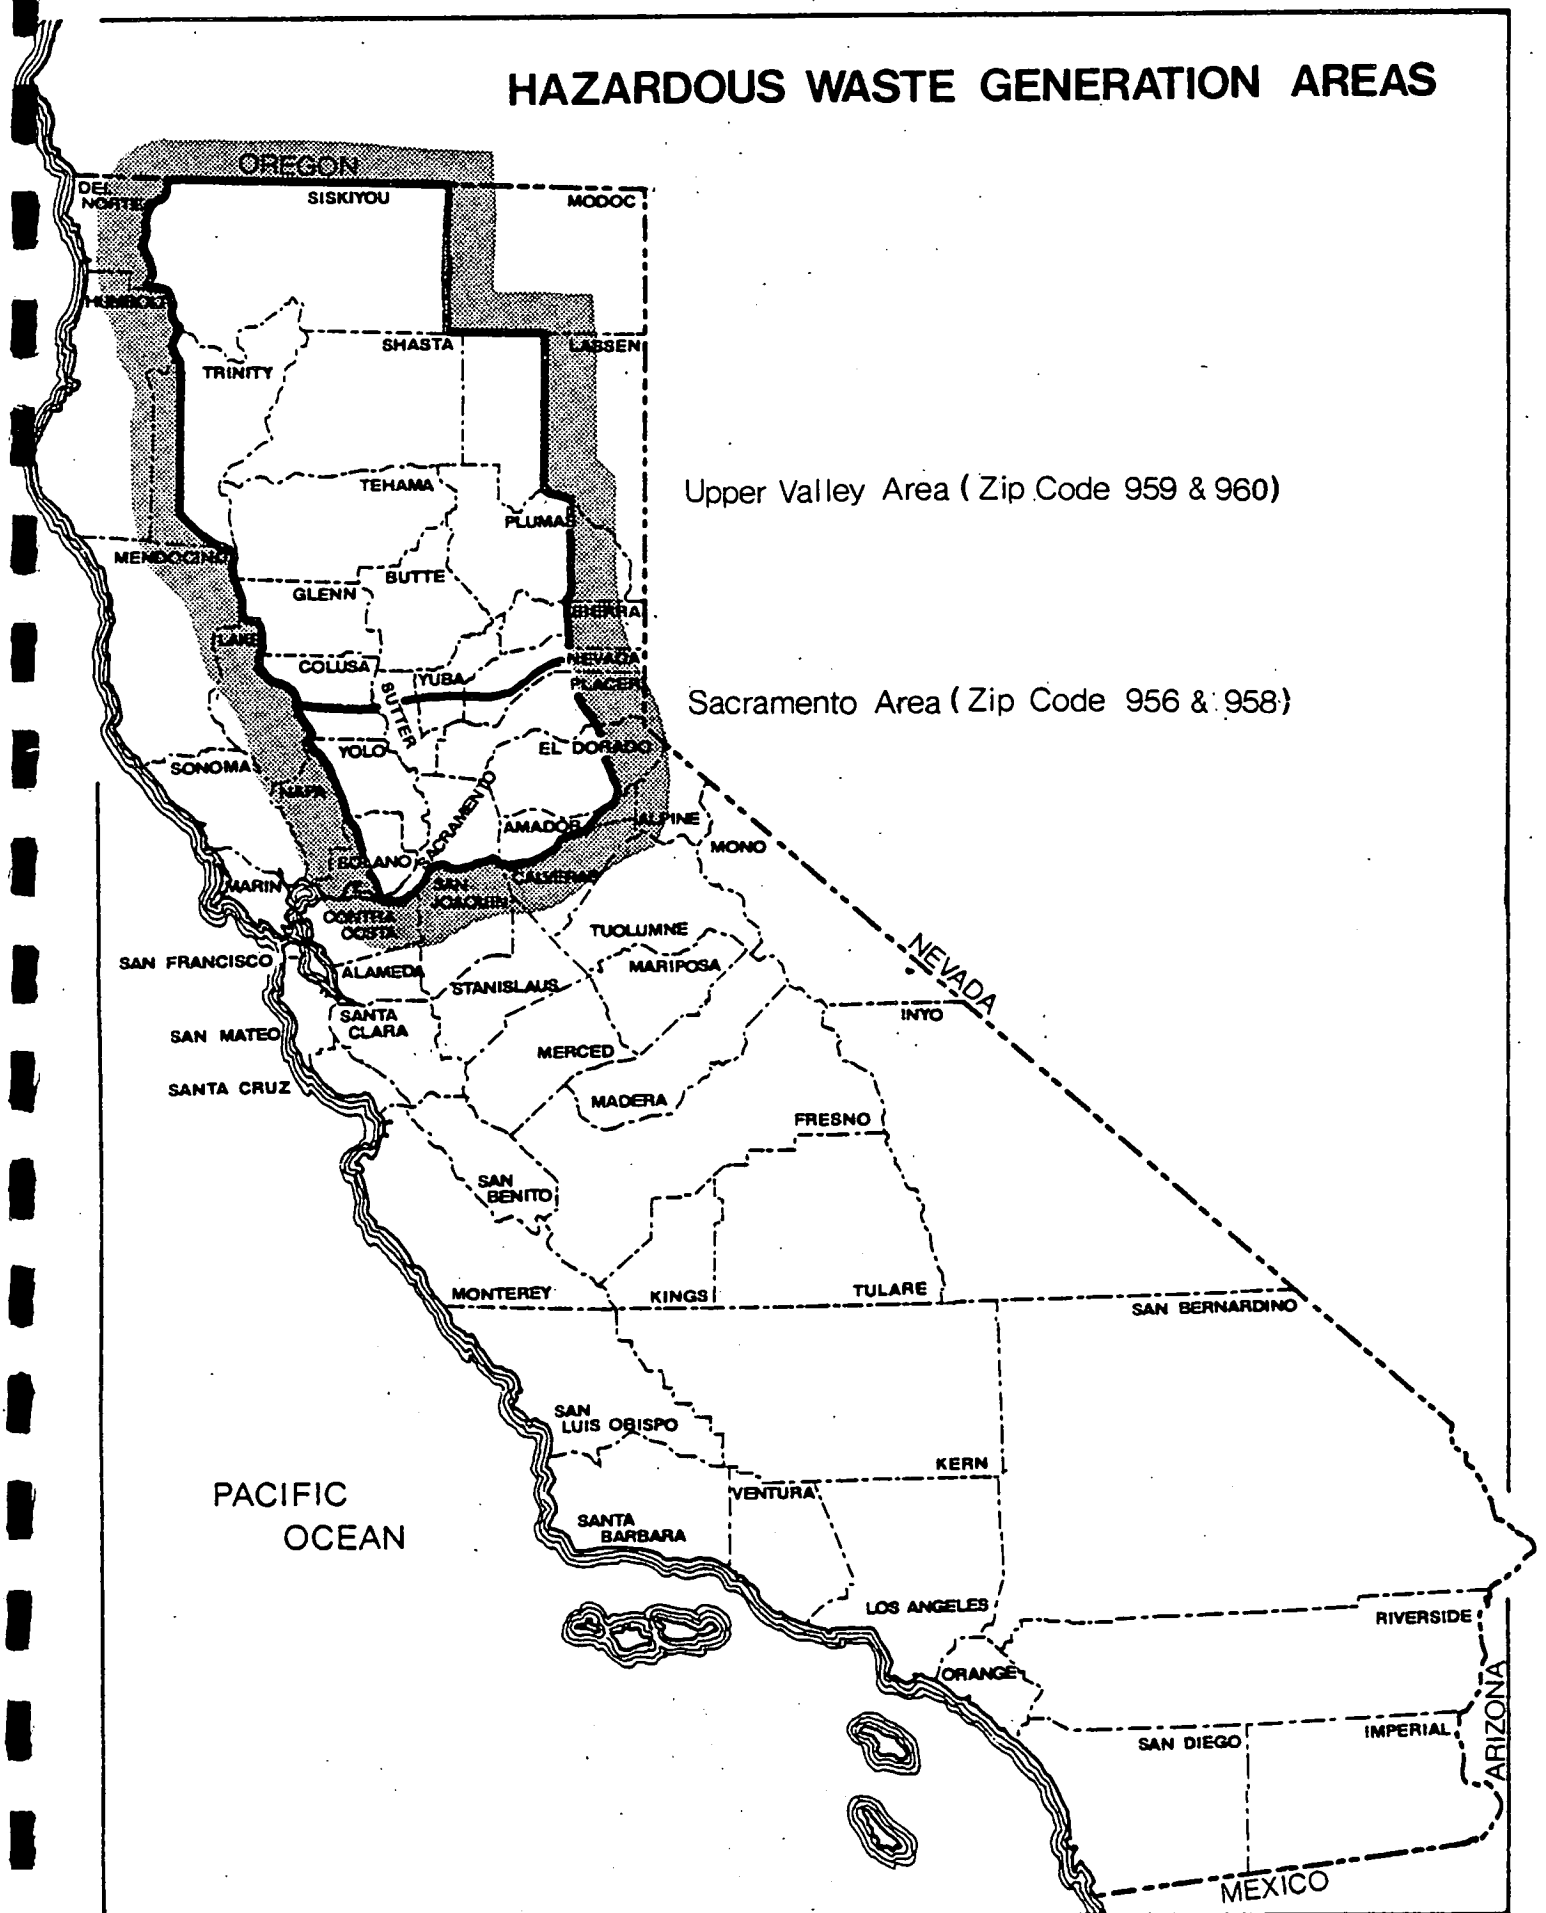 HAZARDOUS WASTE GENERATION AREAS
OREGON
DEL
NORTE
SISKIYOU
MODOC
HUMBOLDT
SHASTA
LASSEN
TRINITY
TEHAMA
Upper Valley Area ( Zip Code 959 & 960)
PLUMAS
MENDOCINO
BUTTE
GLENN
SIERRA
LAKE
COLUSA
NEVADA
YUBA
PLACER
SUTTER
Sacramento Area ( Zip Code 956 & 958)
YOLO
EL DORADO
SONOMA
NAPA
SACRAMENTO
AMADOR
ALPINE
MONO
SOLANO
CALVERAS
MARIN
SAN
JOAQUIN
CONTRA
COSTA
TUOLUMNE
NEVADA
SAN FRANCISCO
ALAMEDA
MARIPOSA
STANISLAUS
SANTA
CLARA
INYO
SAN MATEO
MERCED
SANTA CRUZ
MADERA
FRESNO
SAN
BENITO
MONTEREY
KINGS
TULARE
SAN BERNARDINO
SAN
LUIS OBISPO
KERN
PACIFIC
OCEAN
VENTURA
SANTA
BARBARA
LOS ANGELES
RIVERSIDE
ORANGE
ARIZONA
SAN DIEGO
IMPERIAL
MEXICO